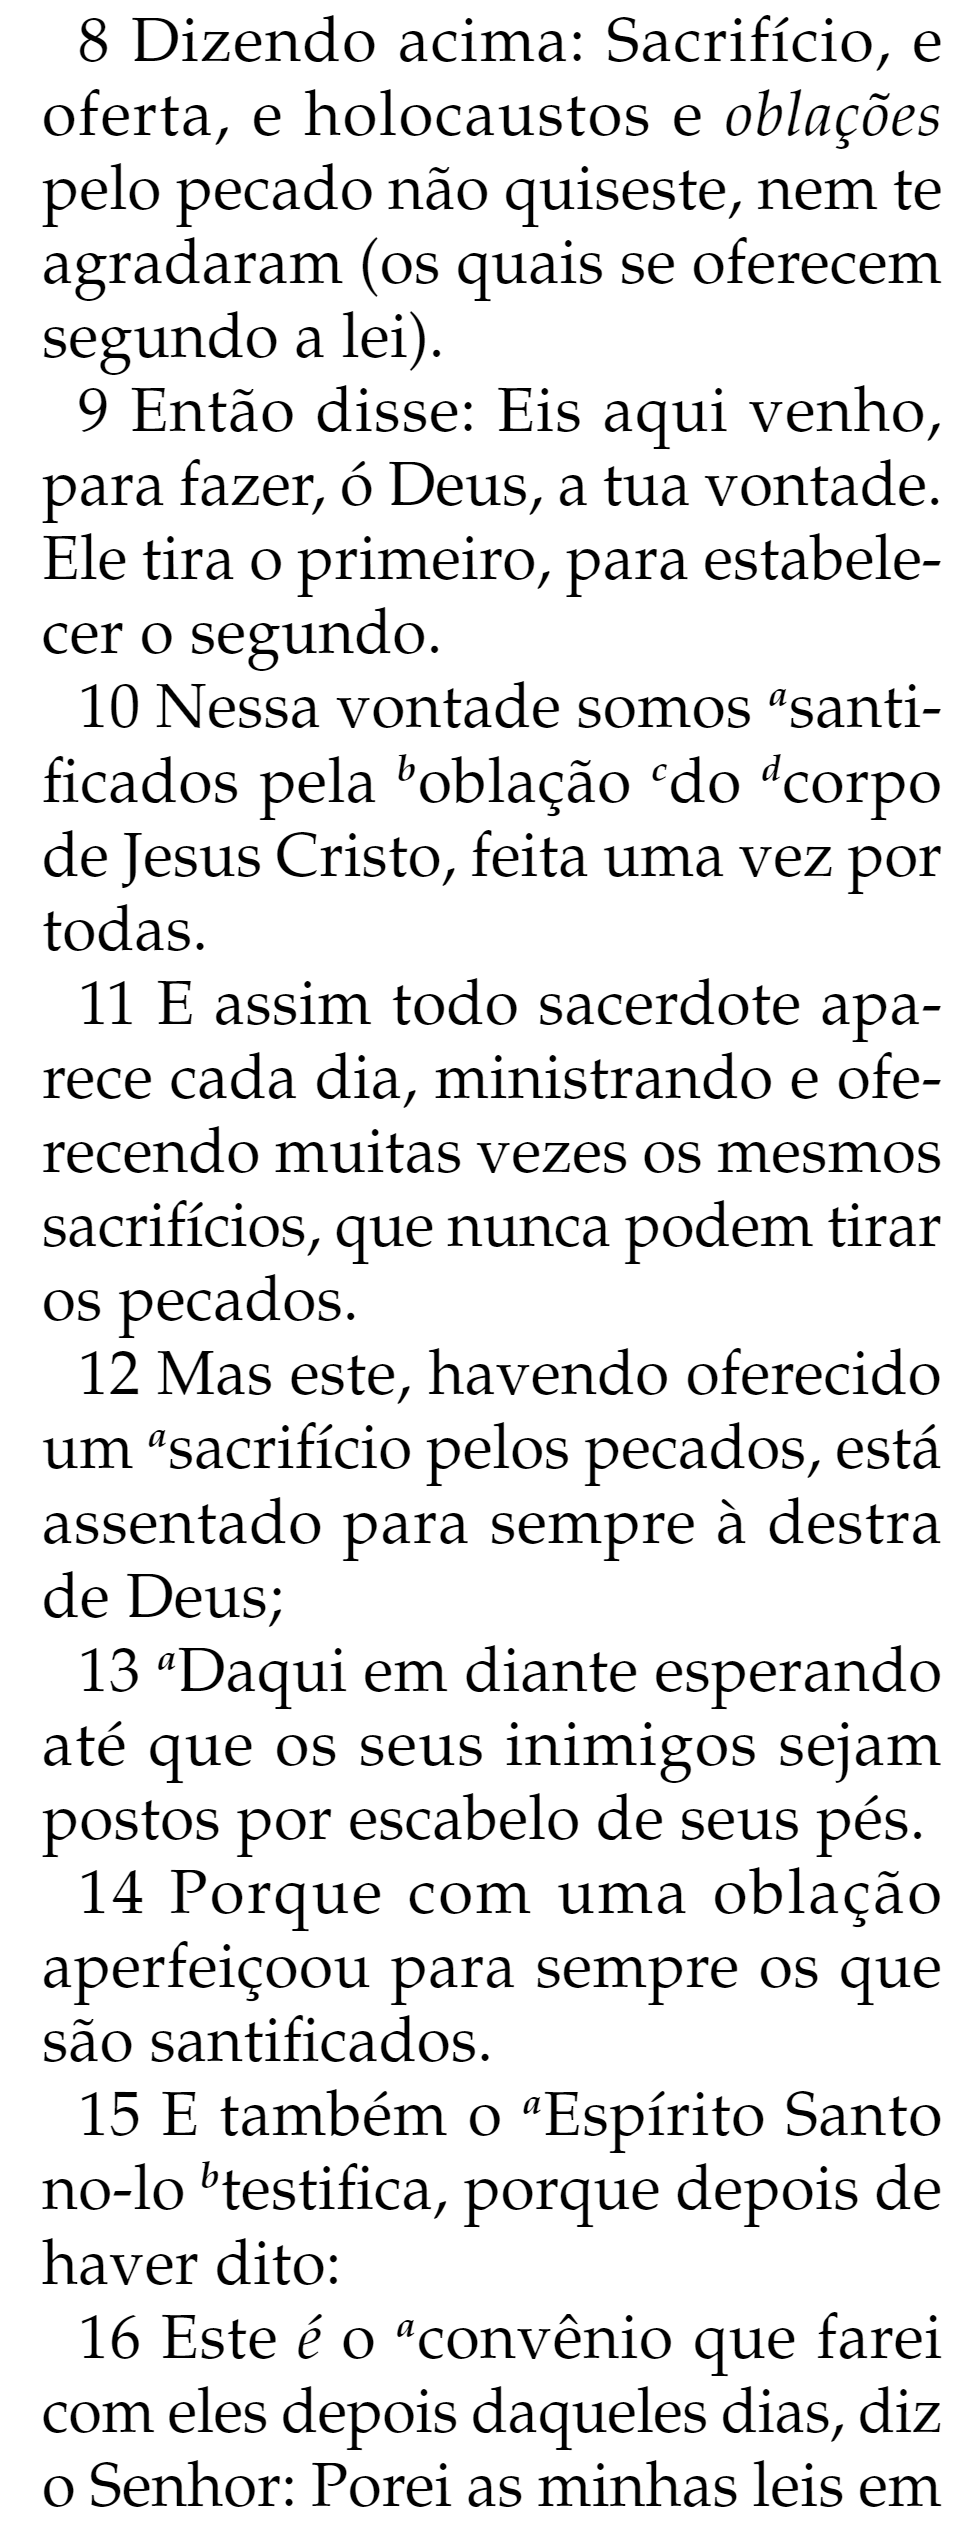 8 Dizendo acima: Sacrifício, e
oferta, e holocaustos e oblações
pelo pecado não quiseste, nem te
agradaram (os quais se oferecem
segundo a lei).
9 Então disse: Eis aqui venho,
para fazer, ó Deus, a tua vontade.
Ele tira o primeiro, para estabele-
cer o segundo.
10 Nessa vontade somos ᵃsanti-
ficados pela ᵇoblação ᶜdo ᵈcorpo
de Jesus Cristo, feita uma vez por
todas.
11 E assim todo sacerdote apa-
rece cada dia, ministrando e ofe-
recendo muitas vezes os mesmos
sacrifícios, que nunca podem tirar
os pecados.
12 Mas este, havendo oferecido
um ᵃsacrifício pelos pecados, está
assentado para sempre à destra
de Deus;
13 ᵃDaqui em diante esperando
até que os seus inimigos sejam
postos por escabelo de seus pés.
14 Porque com uma oblação
aperfeiçoou para sempre os que
são santificados.
15 E também o ᵃEspírito Santo
no-lo ᵇtestifica, porque depois de
haver dito:
16 Este é o ᵃconvênio que farei
com eles depois daqueles dias, diz
o Senhor: Porei as minhas leis em